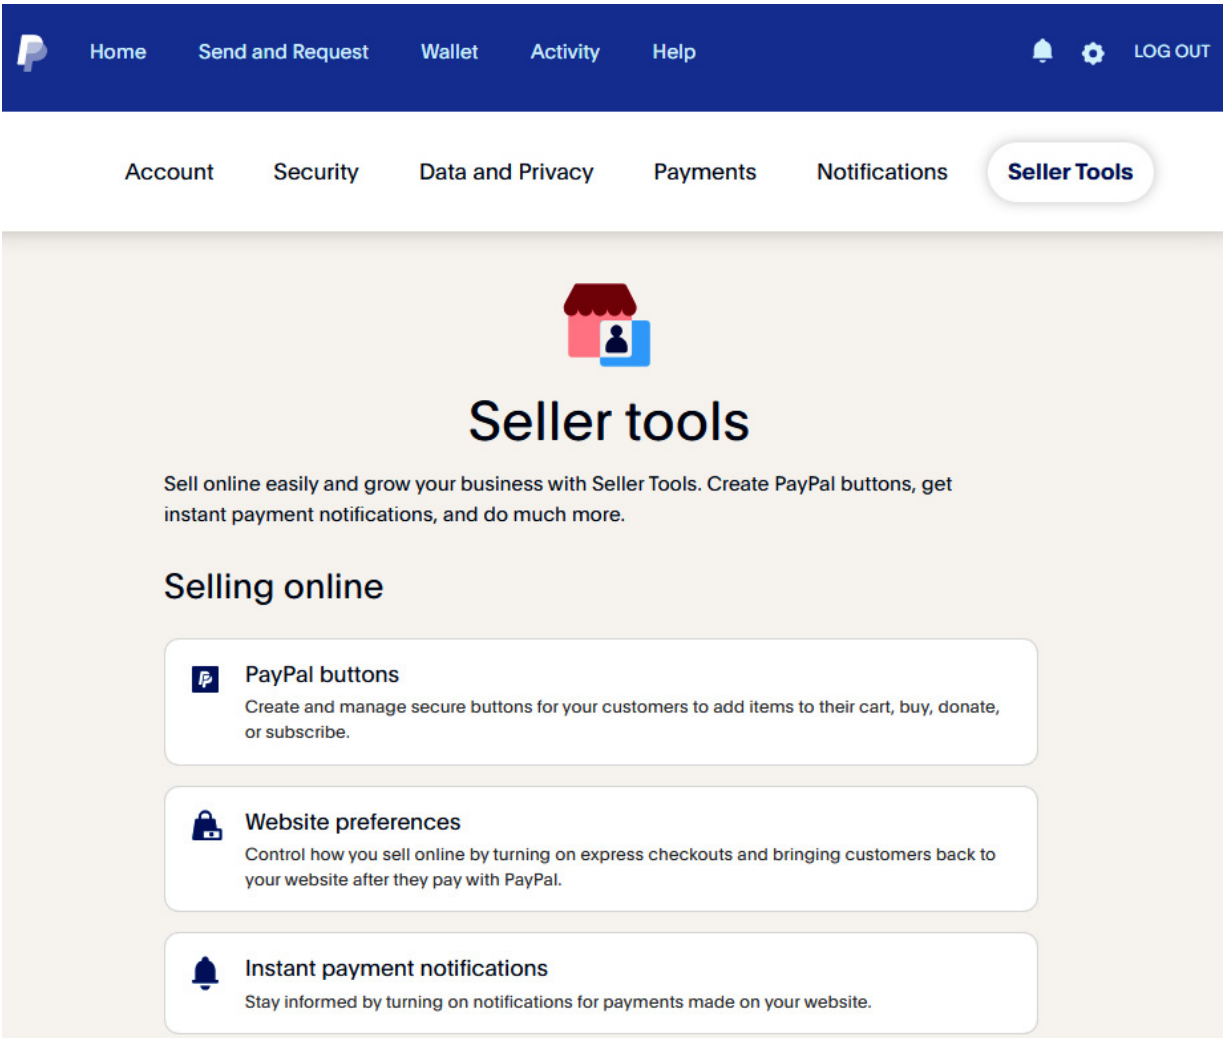 Home Send and Request Wallet Activity Help LOG OUT
Account Security Data and Privacy Payments Notifications Seller Tools
Seller tools
Sell online easily and grow your business with Seller Tools. Create PayPal buttons, get
instant payment notifications, and do much more.
Selling online
PayPal buttons
Create and manage secure buttons for your customers to add items to their cart, buy, donate,
or subscribe.
Website preferences
Control how you sell online by turning on express checkouts and bringing customers back to
your website after they pay with PayPal.
Instant payment notifications
Stay informed by turning on notifications for payments made on your website.